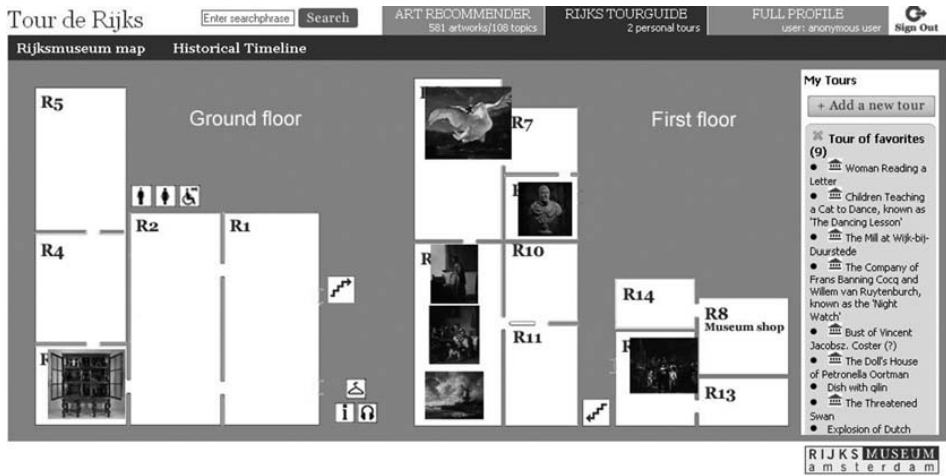 Tour de Rijks
Enter searchphrase
Search
ART RECOMMENDER
581 artworks/108 topics
RIJKS TOURGUIDE
2 personal tours
FULL PROFILE
user: anonymous user
Sign Out
Rijksmuseum map
Historical Timeline
R5
Ground floor
R4
R2
R1
R
i
R7
First floor
R
R10
R11
R14
R8
Museum shop
R
R13
My Tours
+ Add a new tour
Tour of favorites
(9)
Woman Reading a
Letter
Children Teaching
a Cat to Dance, known as
'The Dancing Lesson'
The Mill at Wijk-bij-
Duurstede
The Company of
Frans Banning Cocq and
Willem van Ruytenburch,
known as the 'Night
Watch'
Bust of Vincent
Jacobsz. Coster (?)
The Doll's House
of Petronella Oortman
Dish with qilin
The Threatened
Swan
Explosion of Dutch
RIJKS MUSEUM
amsterdam